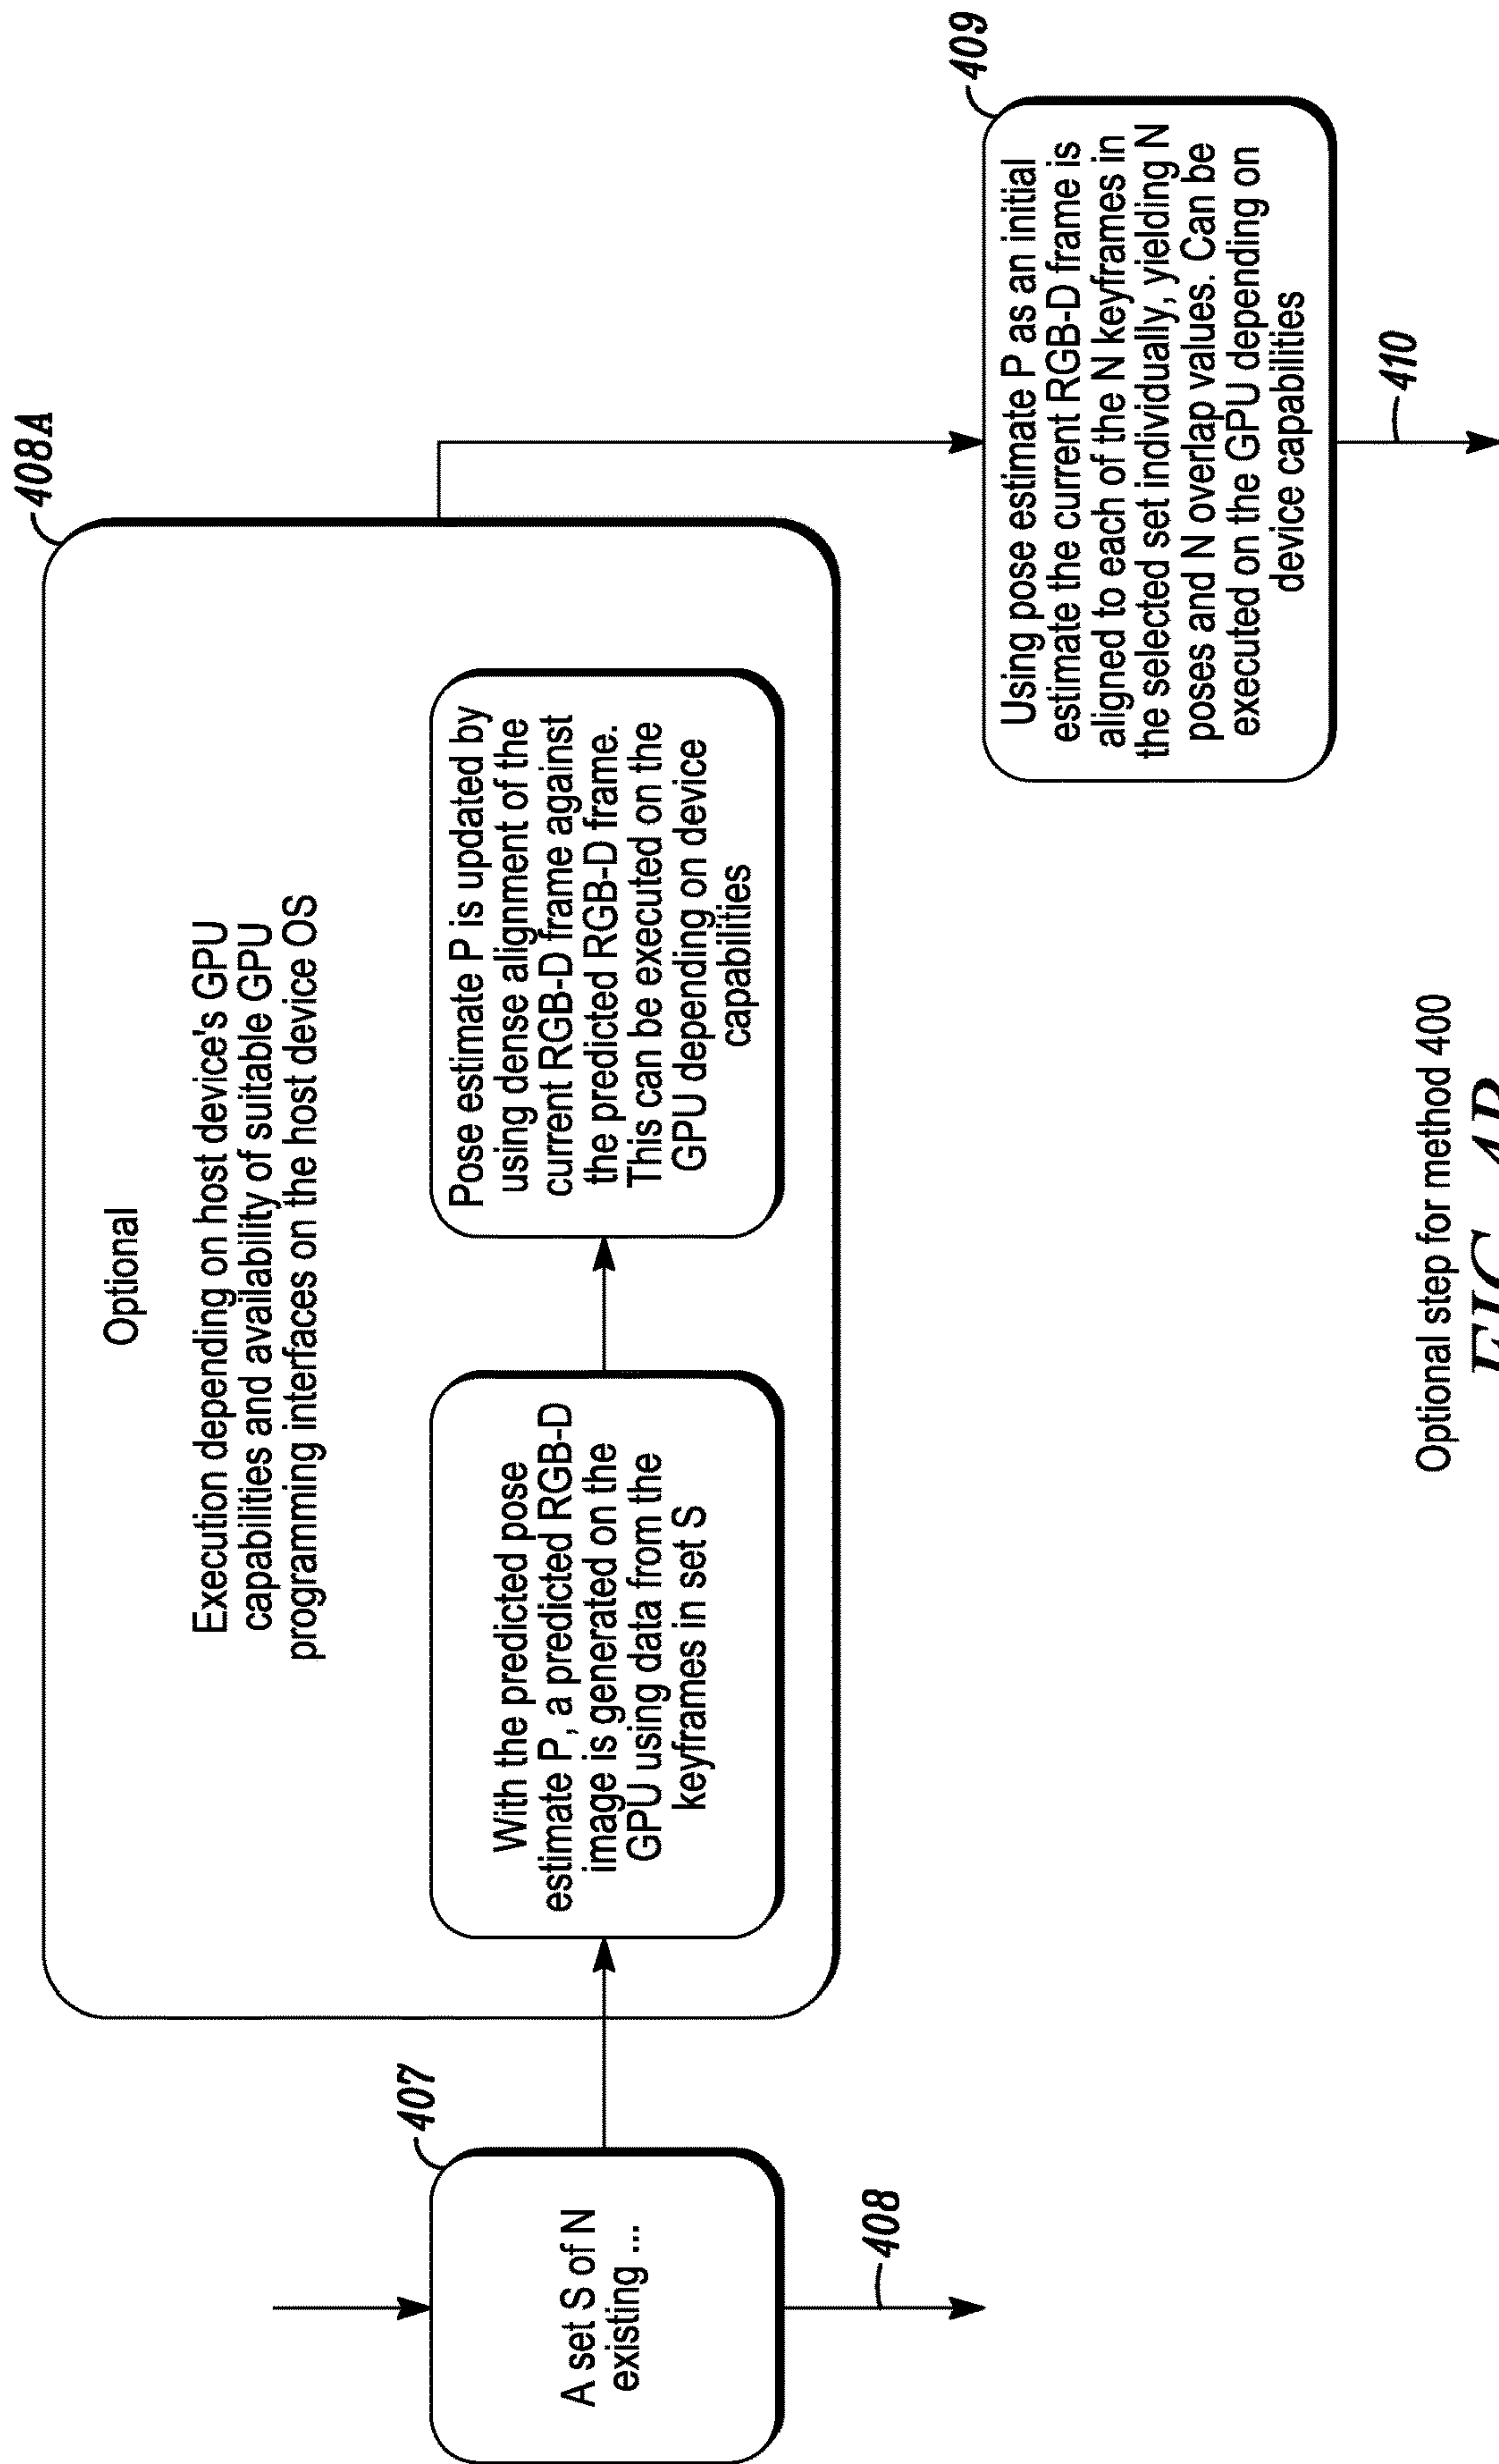 408A
Optional
Execution depending on host device's GPU
capabilities and availability of suitable GPU
programming interfaces on the host device OS
407
A set S of N
existing ...
408
With the predicted pose
estimate P, a predicted RGB-D
image is generated on the
GPU using data from the
keyframes in set S
Pose estimate P is updated by
using dense alignment of the
current RGB-D frame against
the predicted RGB-D frame.
This can be executed on the
GPU depending on device
capabilities
409
Using pose estimate P as an initial
estimate the current RGB-D frame is
aligned to each of the N keyframes in
the selected set individually, yielding N
poses and N overlap values. Can be
executed on the GPU depending on
device capabilities
410
Optional step for method 400
FIG. 4B